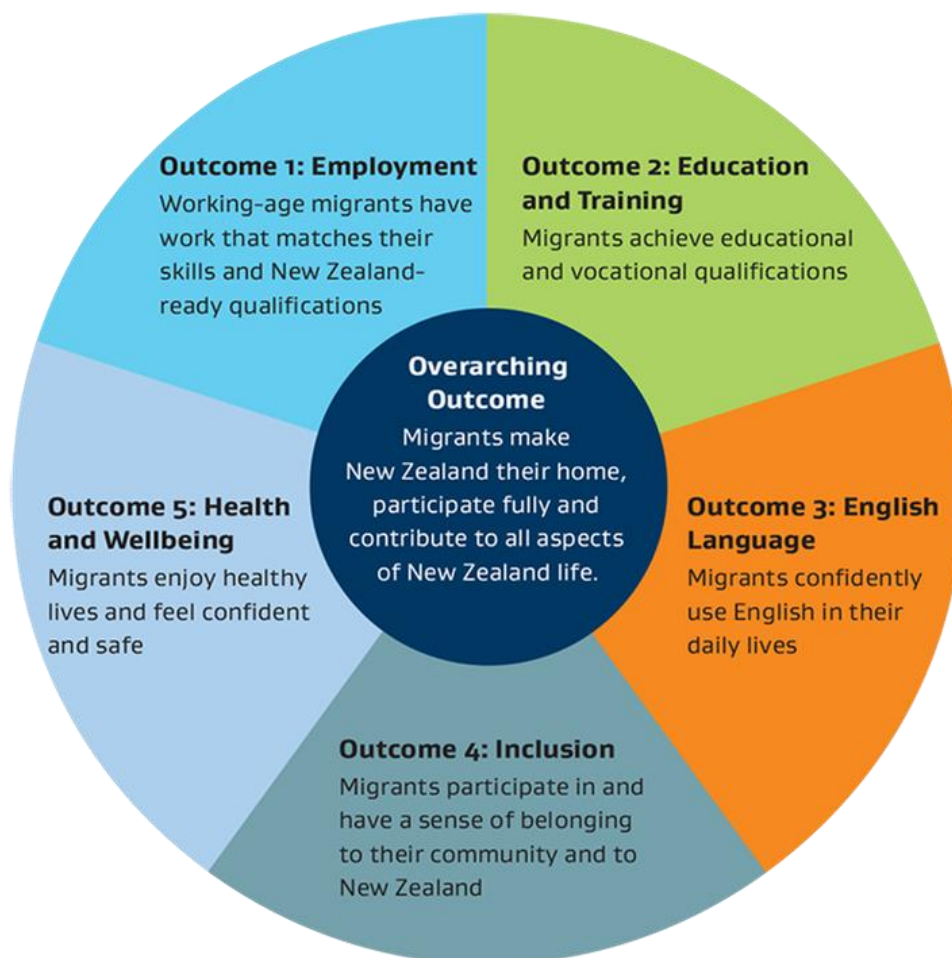 Outcome 1: Employment
Working-age migrants have
work that matches their
skills and New Zealand-
ready qualifications
Outcome 2: Education
and Training
Migrants achieve educational
and vocational qualifications
Overarching
Outcome
Migrants make
New Zealand their home,
participate fully and
contribute to all aspects
of New Zealand life.
Outcome 3: English
Language
Migrants confidently
use English in their
daily lives
Outcome 4: Inclusion
Migrants participate in and
have a sense of belonging
to their community and to
New Zealand
Outcome 5: Health
and Wellbeing
Migrants enjoy healthy
lives and feel confident
and safe